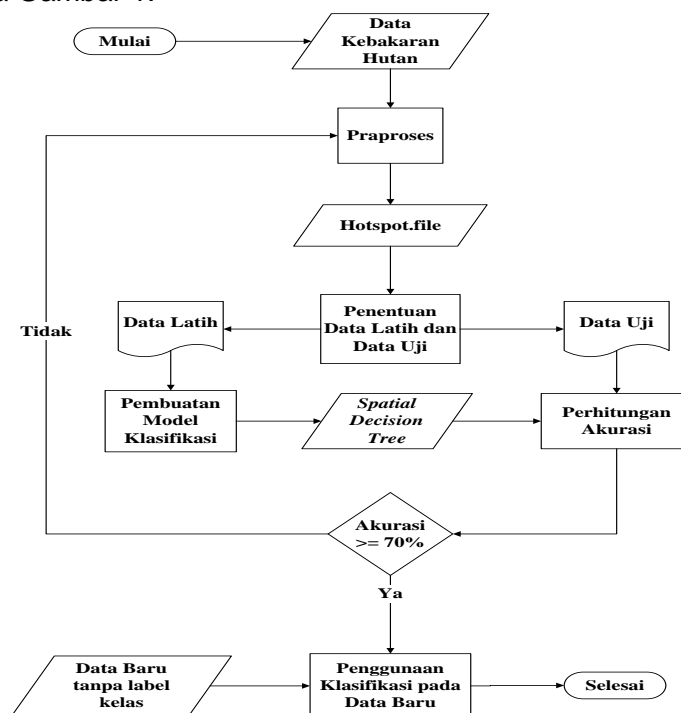 Mulai
Data
Kebakaran
Hutan
Praproses
Hotspot.file
Tidak
Data Latih
Penentuan
Data Latih dan
Data Uji
Data Uji
Pembuatan
Model
Klasifikasi
Spatial
Decision
Tree
Perhitungan
Akurasi
Akurasi
>= 70%
Ya
Data Baru
tanpa label
kelas
Penggunaan
Klasifikasi pada
Data Baru
Selesai